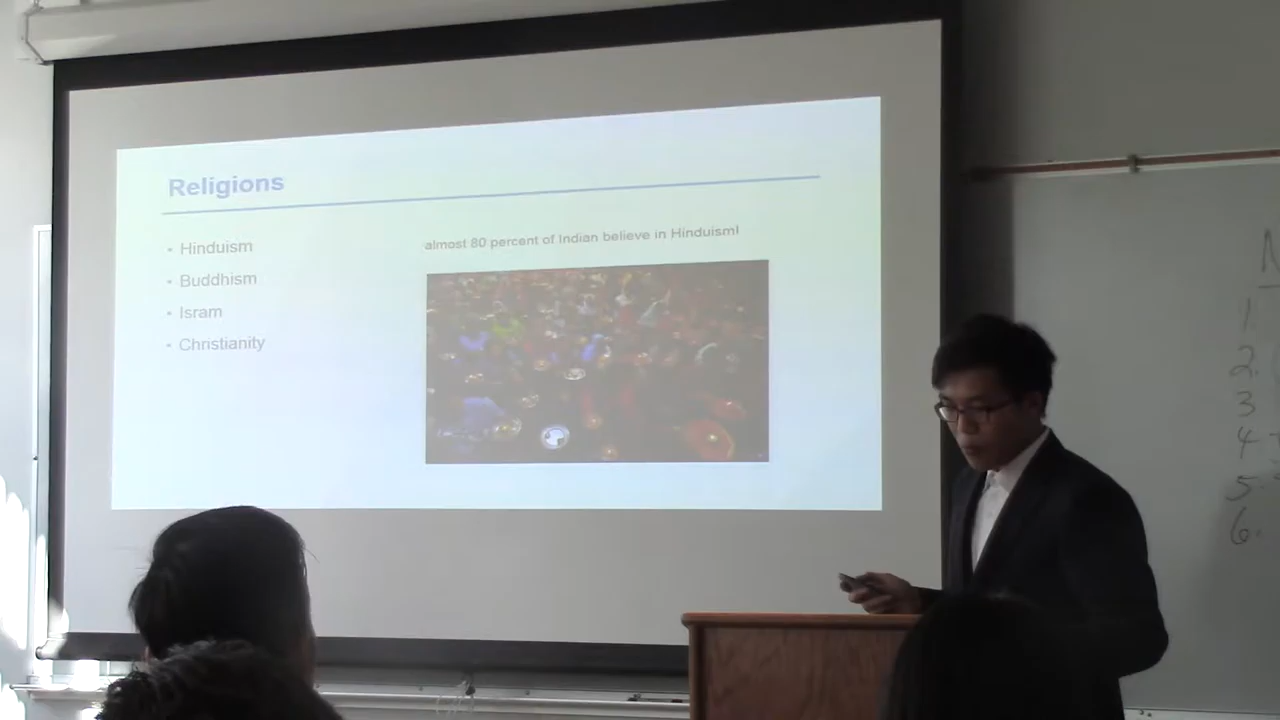 Religions
• Hinduism
• Buddhism
• Isram
• Christianity
almost 80 percent of Indian believe in Hinduism!
N
1.
2.
3
4
5.
6.